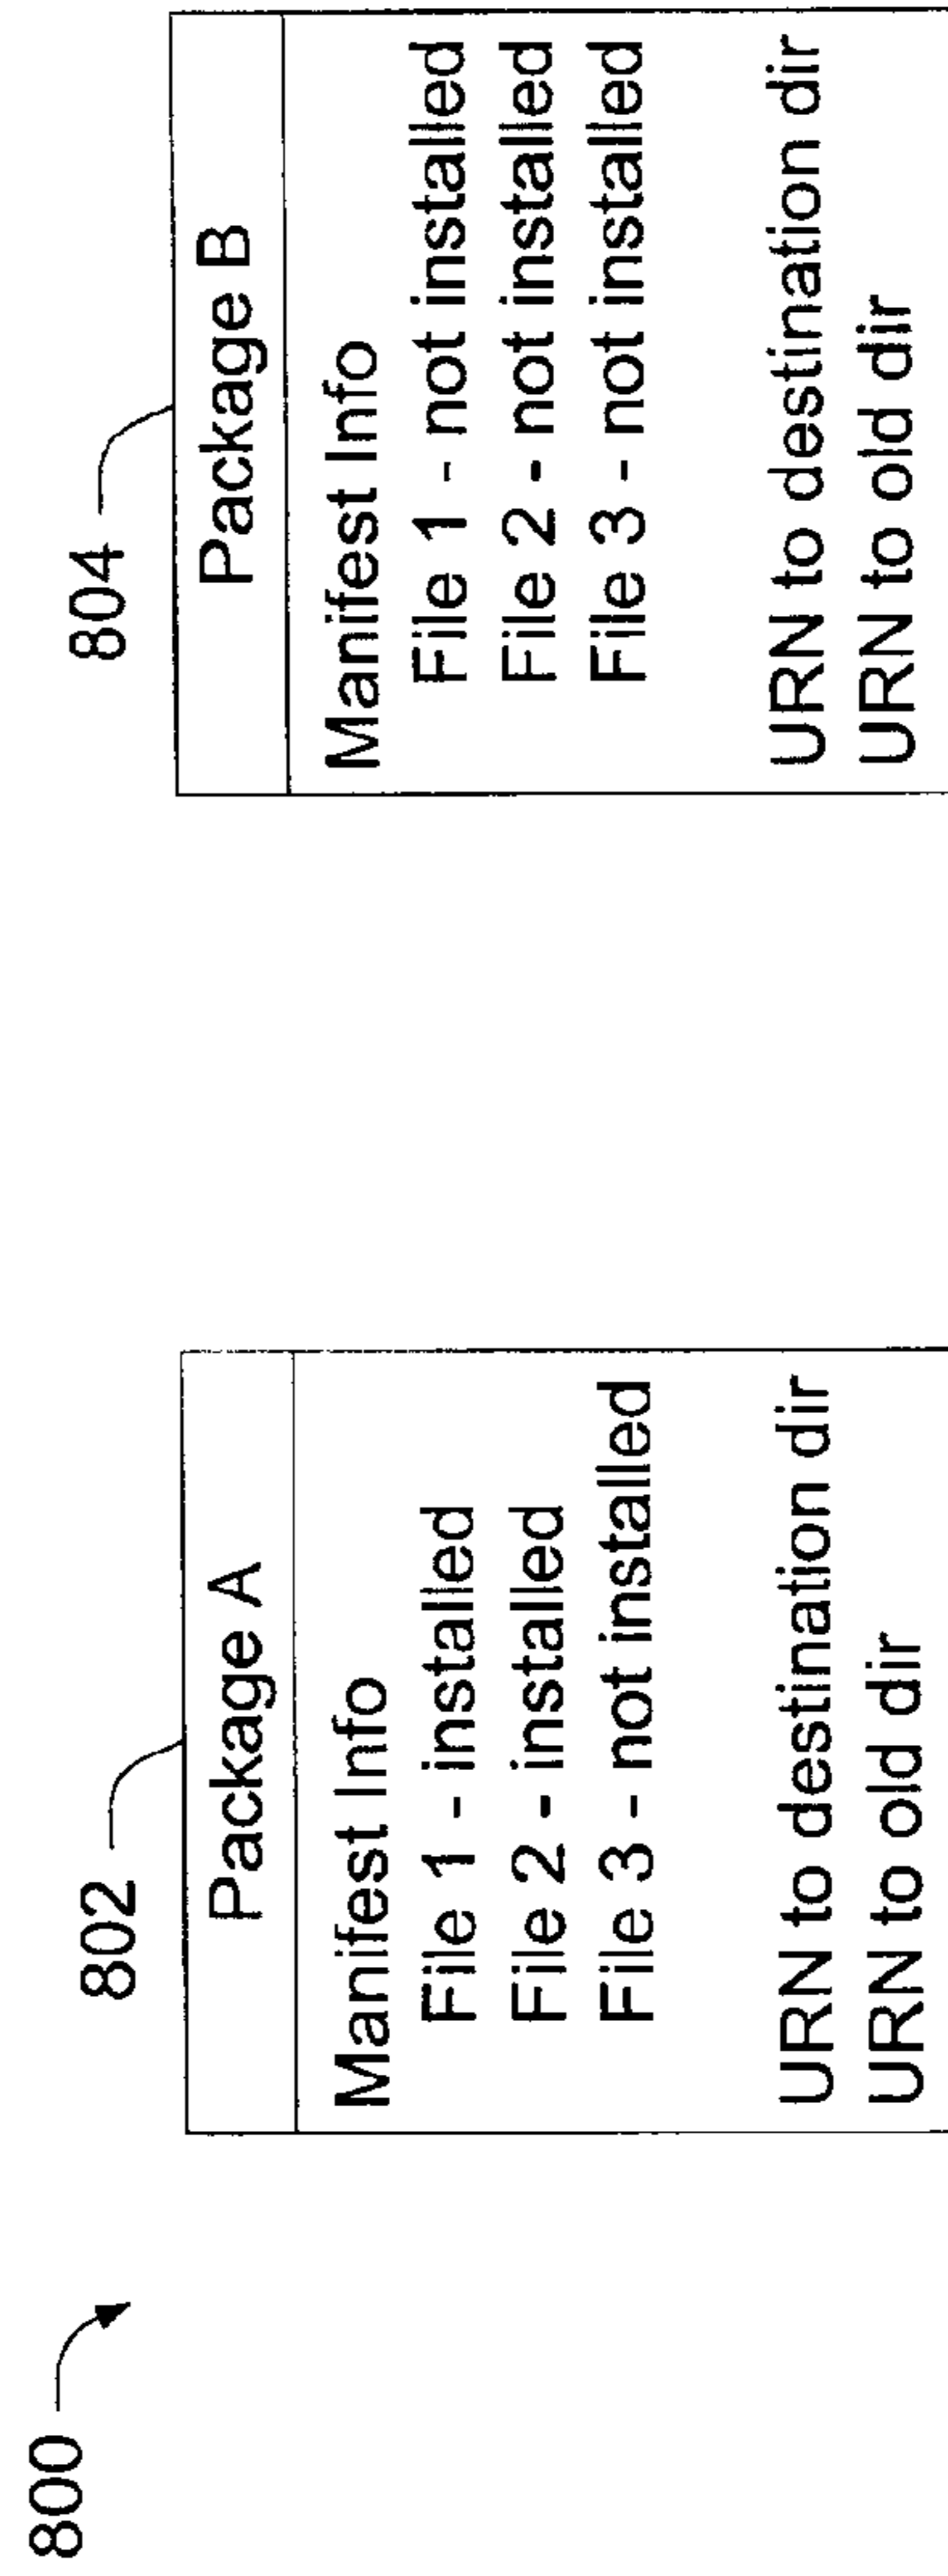 800
802
Package A
Manifest Info
File 1 - installed
File 2 - installed
File 3 - not installed
URN to destination dir
URN to old dir
804
Package B
Manifest Info
File 1 - not installed
File 2 - not installed
File 3 - not installed
URN to destination dir
URN to old dir